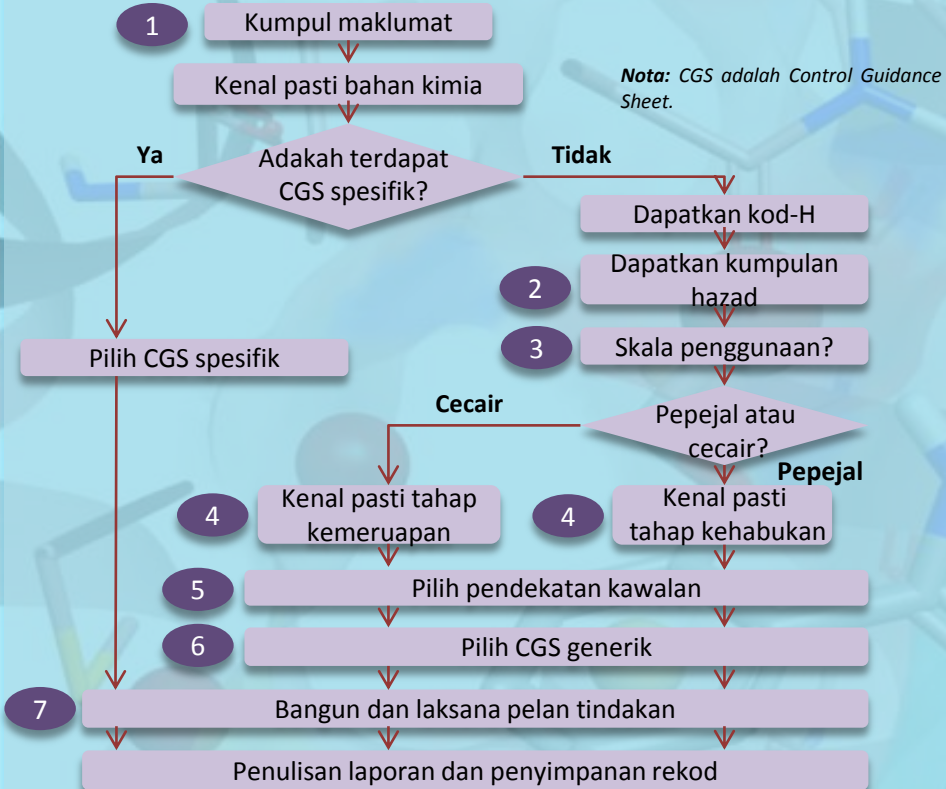 1
Kumpul maklumat
Kenal pasti bahan kimia
Nota: CGS adalah Control Guidance
Sheet.
Ya
Adakah terdapat
CGS spesifik?
Tidak
Dapatkan kod-H
2
Dapatkan kumpulan
hazad
3
Skala penggunaan?
Pilih CGS spesifik
Cecair
Pepejal atau
cecair?
Pepejal
4
Kenal pasti tahap
kemeruapan
4
Kenal pasti
tahap kehabukan
5
Pilih pendekatan kawalan
6
Pilih CGS generik
7
Bangun dan laksana pelan tindakan
Penulisan laporan dan penyimpanan rekod